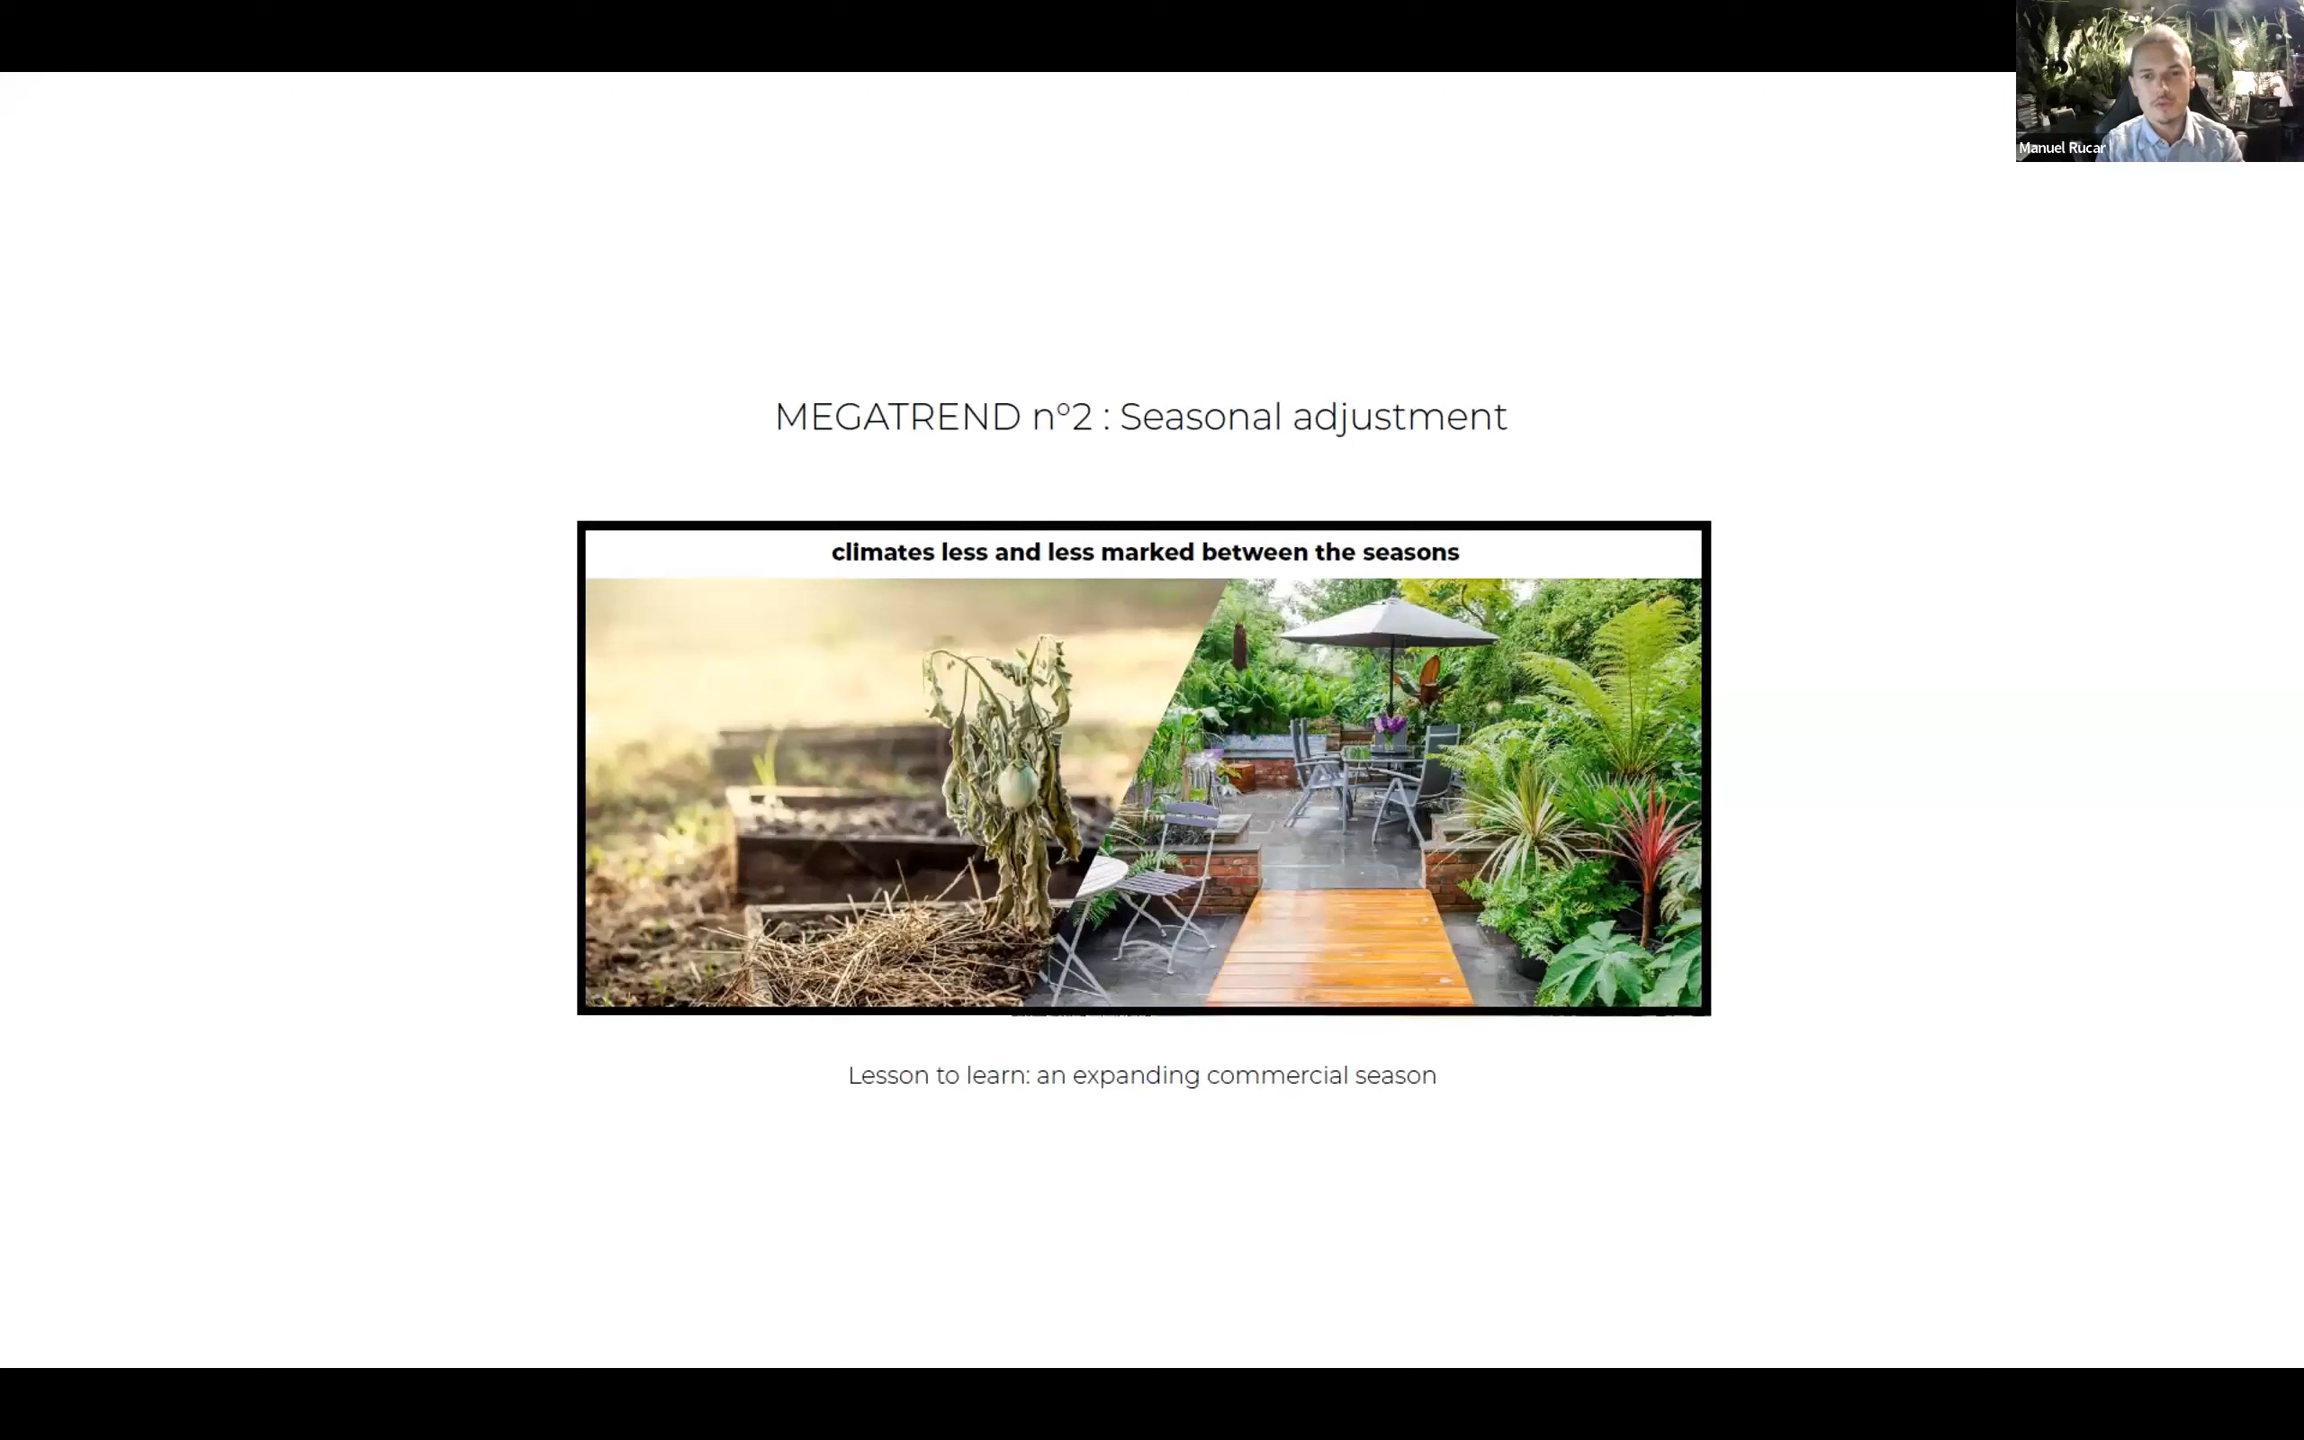 Manuel Rucar
MEGATREND n°2 : Seasonal adjustment
climates less and less marked between the seasons
Lesson to learn: an expanding commercial season